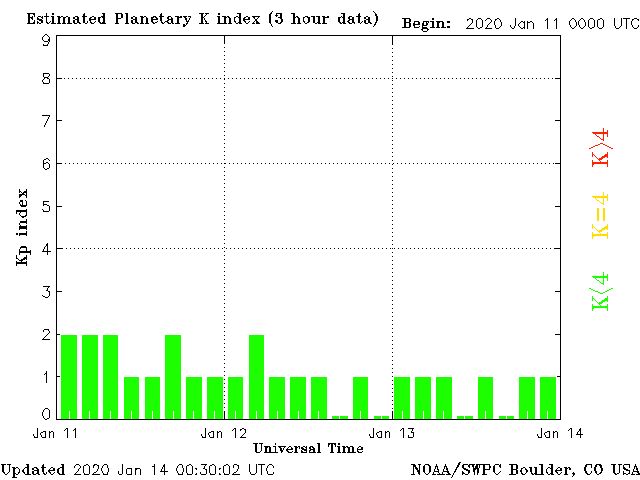 Estimated Planetary K index (3 hour data)
Begin: 2020 Jan 11 0000 UTC
9
8
7
6
5
4
3
2
1
0
Kp index
K>4
K=4
K<4
Jan 11
Jan 12
Jan 13
Jan 14
Universal Time
Updated 2020 Jan 14 00:30:02 UTC
NOAA/SWPC Boulder, CO USA